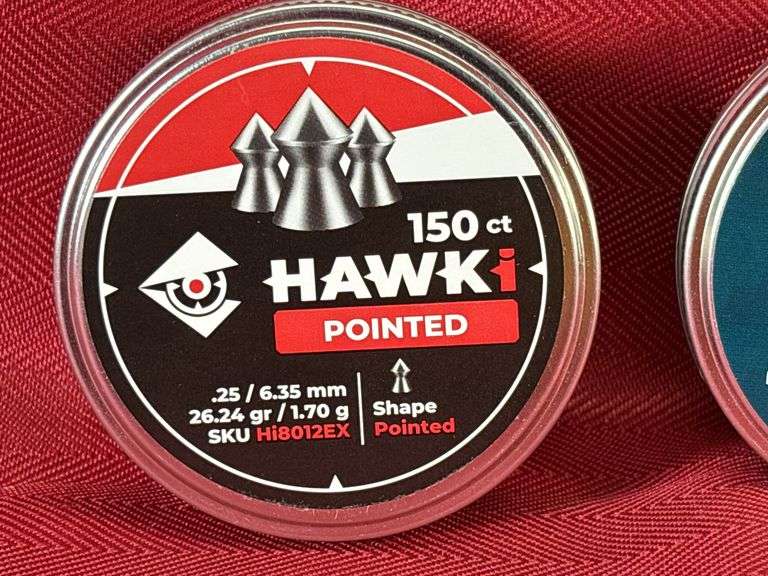 150 ct
HAWKi
POINTED
.25 / 6.35 mm
26.24 gr / 1.70 g
SKU Hi8012EX
Shape
Pointed